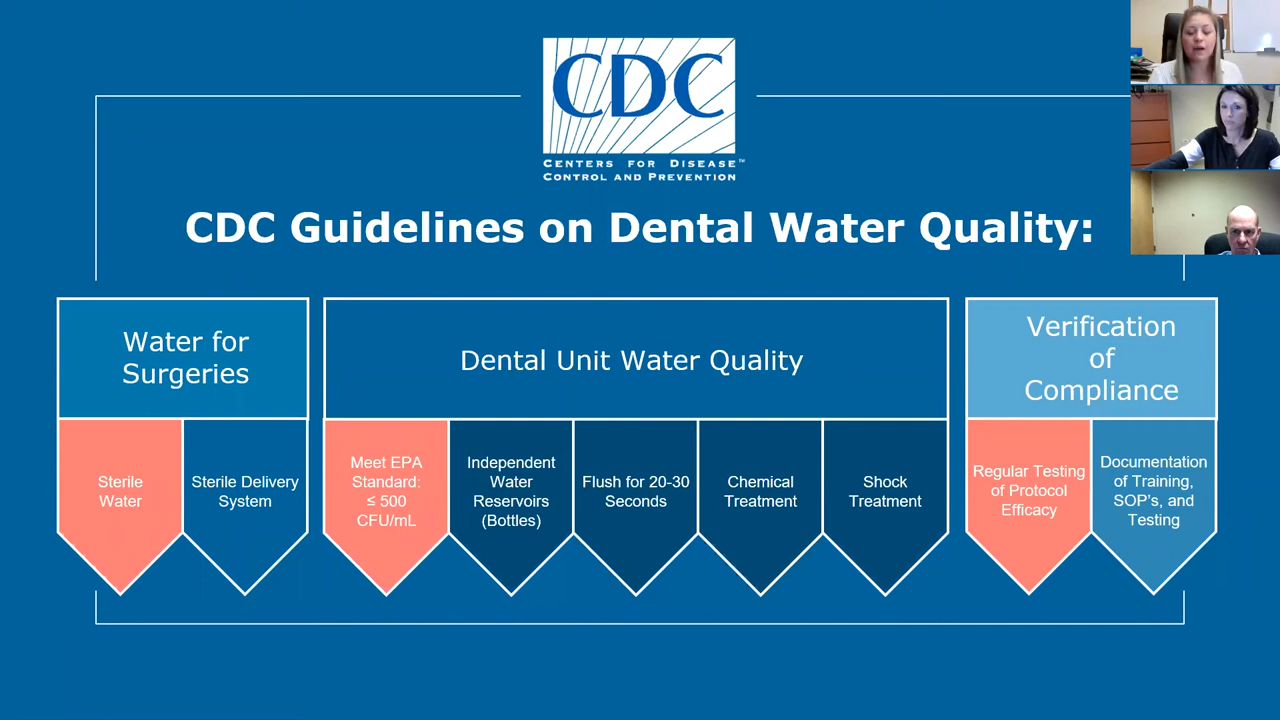 CDC
CENTERS FOR DISEASE™
CONTROL AND PREVENTION
CDC Guidelines on Dental Water Quality:
Water for
Surgeries
Sterile
Water
Sterile Delivery
System
Dental Unit Water Quality
Meet EPA
Standard:
≤ 500
CFU/mL
Independent
Water
Reservoirs
(Bottles)
Flush for 20-30
Seconds
Chemical
Treatment
Shock
Treatment
Verification
of
Compliance
Regular Testing
of Protocol
Efficacy
Documentation
of Training,
SOP's, and
Testing